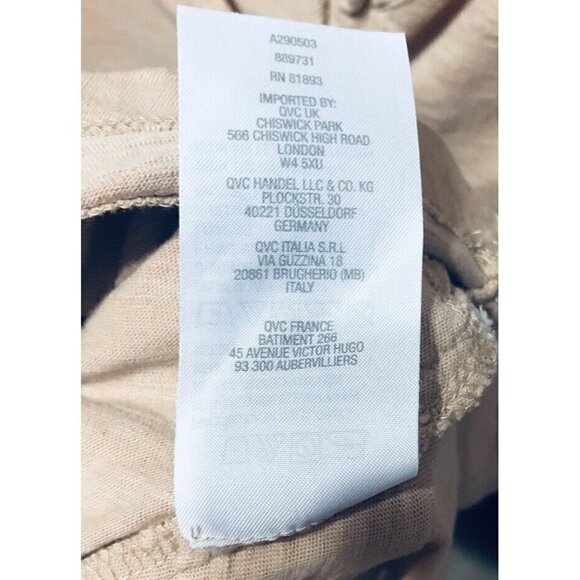 A290503
889731
RN 81893
IMPORTED BY:
QVC UK
CHISWICK PARK
566 CHISWICK HIGH ROAD
LONDON
W4 5XU
QVC HANDEL LLC & CO. KG
PLOCKSTR. 30
40221 DÜSSELDORF
GERMANY
QVC ITALIA S.R.L
VIA GUZZINA 18
20861 BRUGHERIO (MB)
ITALY
QVC FRANCE
BATIMENT 266
45 AVENUE VICTOR HUGO
93 300 AUBERVILLIERS